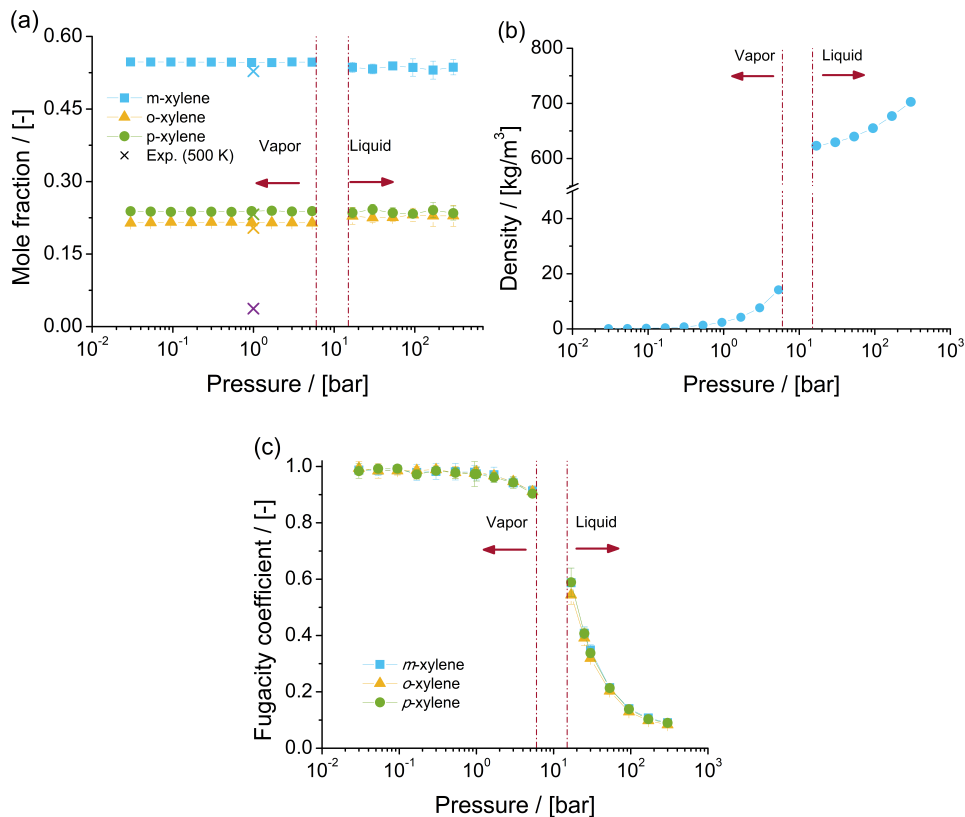 (a)
Mole fraction / [-]
0.60
0.45
0.30
0.15
0.00
m-xylene
o-xylene
p-xylene
Exp. (500 K)
Vapor
Liquid
10⁻² 10⁻¹ 10⁰ 10¹ 10²
Pressure / [bar]
(b)
Density / [kg/m³]
800
700
600
40
20
0
Vapor
Liquid
10⁻² 10⁻¹ 10⁰ 10¹ 10² 10³
Pressure / [bar]
(c)
Fugacity coefficient / [-]
1.0
0.8
0.6
0.4
0.2
0.0
Vapor
Liquid
m-xylene
o-xylene
p-xylene
10⁻² 10⁻¹ 10⁰ 10¹ 10² 10³
Pressure / [bar]